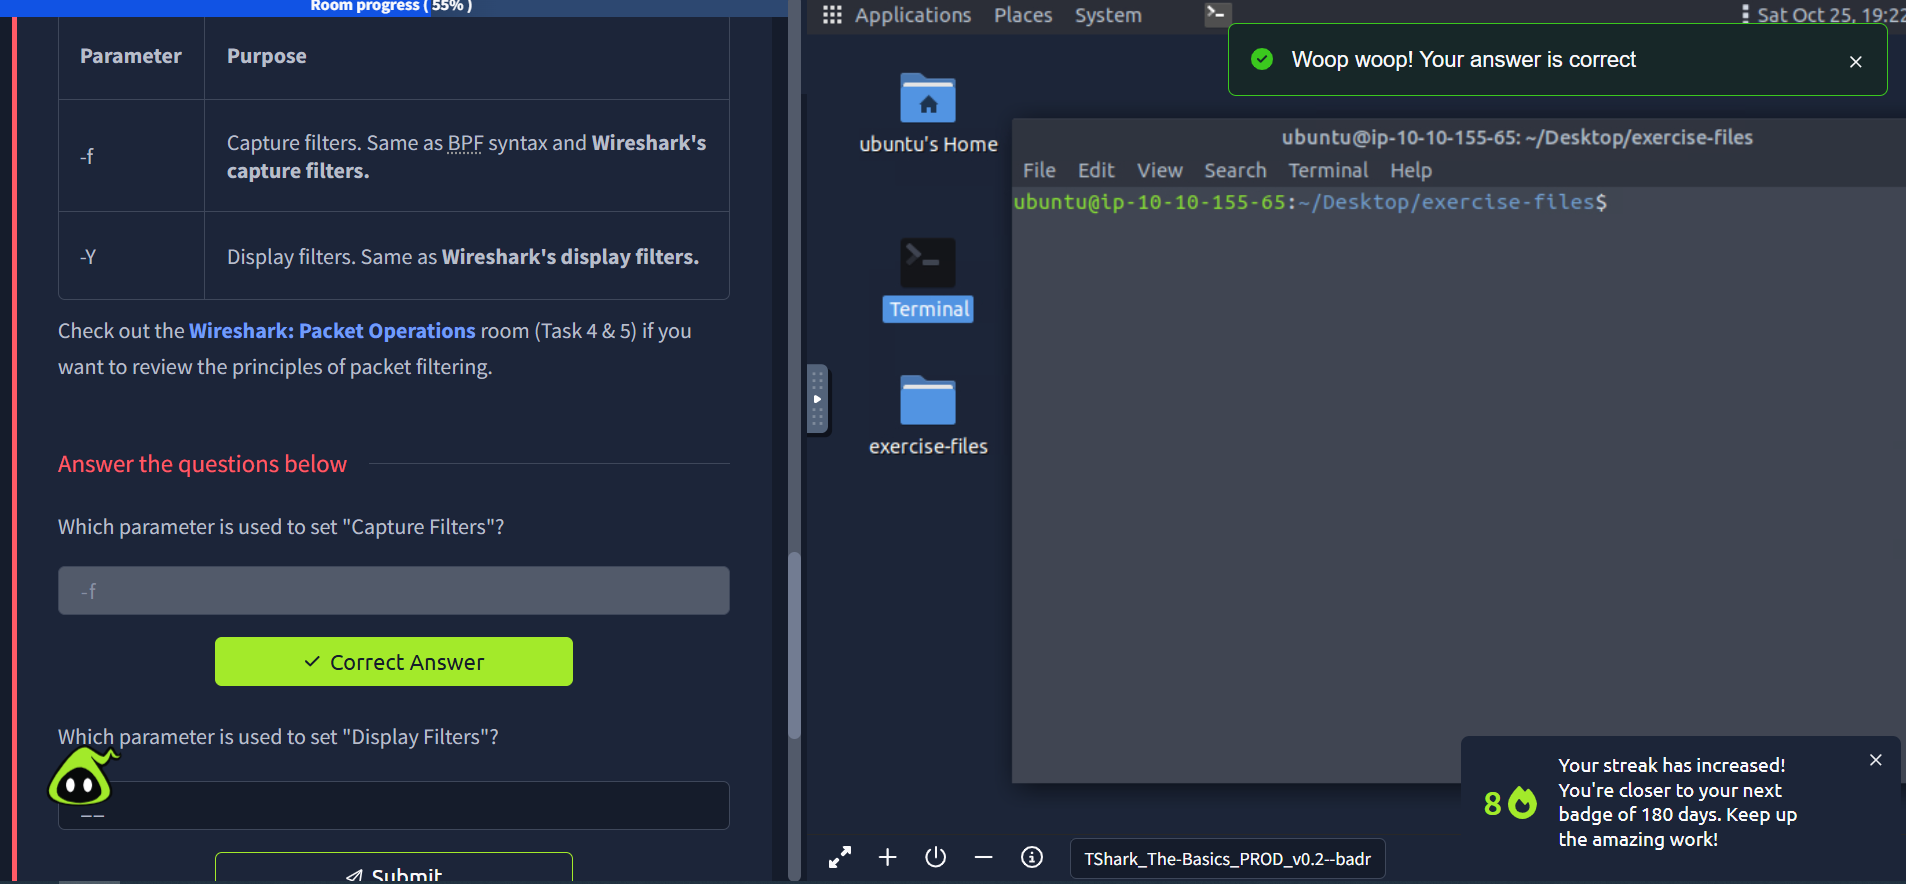 Room progress ( 55% )
Parameter Purpose
-f Capture filters. Same as BPF syntax and Wireshark's
capture filters.
-Y Display filters. Same as Wireshark's display filters.
Check out the Wireshark: Packet Operations room (Task 4 & 5) if you
want to review the principles of packet filtering.
Answer the questions below
Which parameter is used to set "Capture Filters"?
-f
Correct Answer
Which parameter is used to set "Display Filters"?
__
Submit
Applications Places System
Sat Oct 25, 19:22
Woop woop! Your answer is correct
ubuntu's Home
Terminal
exercise-files
ubuntu@ip-10-10-155-65: ~/Desktop/exercise-files
File Edit View Search Terminal Help
ubuntu@ip-10-10-155-65:~/Desktop/exercise-files$
8
Your streak has increased!
You're closer to your next
badge of 180 days. Keep up
the amazing work!
TShark_The-Basics_PROD_v0.2--badr